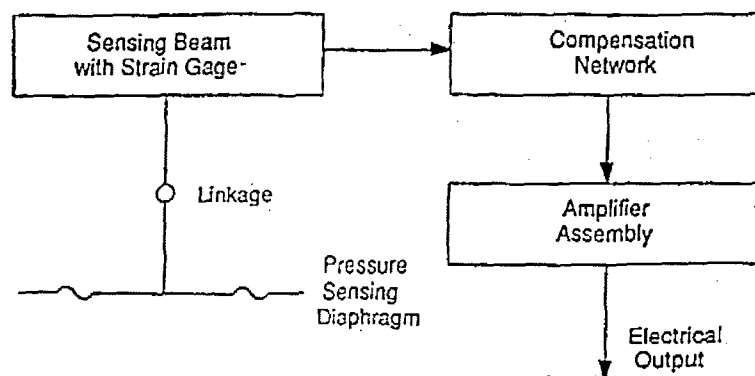 Sensing Beam
with Strain Gage
Compensation
Network
Linkage
Amplifier
Assembly
Pressure
Sensing
Diaphragm
Electrical
Output